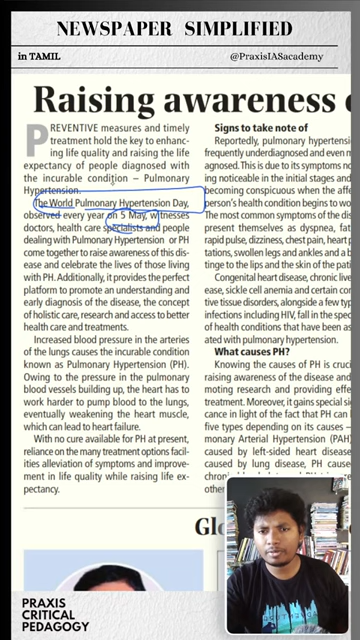 NEWSPAPER SIMPLIFIED
in TAMIL
@PraxisIASacademy
Raising awareness
PREVENTIVE measures and timely
treatment hold the key to enhanc-
ing life quality and raising the life
expectancy of people diagnosed with
the incurable condition – Pulmonary
Hypertension.
The World Pulmonary Hypertension Day,
observed every year on 5 May, witnesses
doctors, health care specialists and people
dealing with Pulmonary Hypertension or PH
come together to raise awareness of this dis-
ease and celebrate the lives of those living
with PH. Additionally, it provides the perfect
platform to promote an understanding and
early diagnosis of the disease, the concept
of holistic care, research and access to better
health care and treatments.
Increased blood pressure in the arteries
of the lungs causes the incurable condition
known as Pulmonary Hypertension (PH).
Owing to the pressure in the pulmonary
blood vessels building up, the heart has to
work harder to pump blood to the lungs,
eventually weakening the heart muscle,
which can lead to heart failure.
With no cure available for PH at present,
reliance on the many treatment options facil-
itates alleviation of symptoms and improve-
ment in life quality while raising life ex-
pectancy.
Signs to take note of
Reportedly, pulmonary hypertensi
frequently underdiagnosed and even m
agnosed. This is due to its symptoms no
ing noticeable in the initial stages and
becoming conspicuous when the affe
person's health condition begins to wo
The most common symptoms of the dis
present themselves as dyspnea, fat
rapid pulse, dizziness, chest pain, heart p
tations, swollen legs and ankles and a b
tinge to the lips and the skin of the pati
Congenital heart disease, chronic live
ease, sickle cell anemia and certain con
tive tissue disorders, alongside a few typ
infections including HIV, fall in the spec
of health conditions that have been as
ated with pulmonary hypertension.
What causes PH?
Knowing the causes of PH is cruci
raising awareness of the disease and
moting research and providing effe
treatment. Moreover, it gains special si
cance in light of the fact that PH can b
five types depending on its causes –
monary Arterial Hypertension (PAH)
caused by left-sided heart disease
caused by lung disease, PH cause
Glo
PRAXIS
CRITICAL
PEDAGOGY